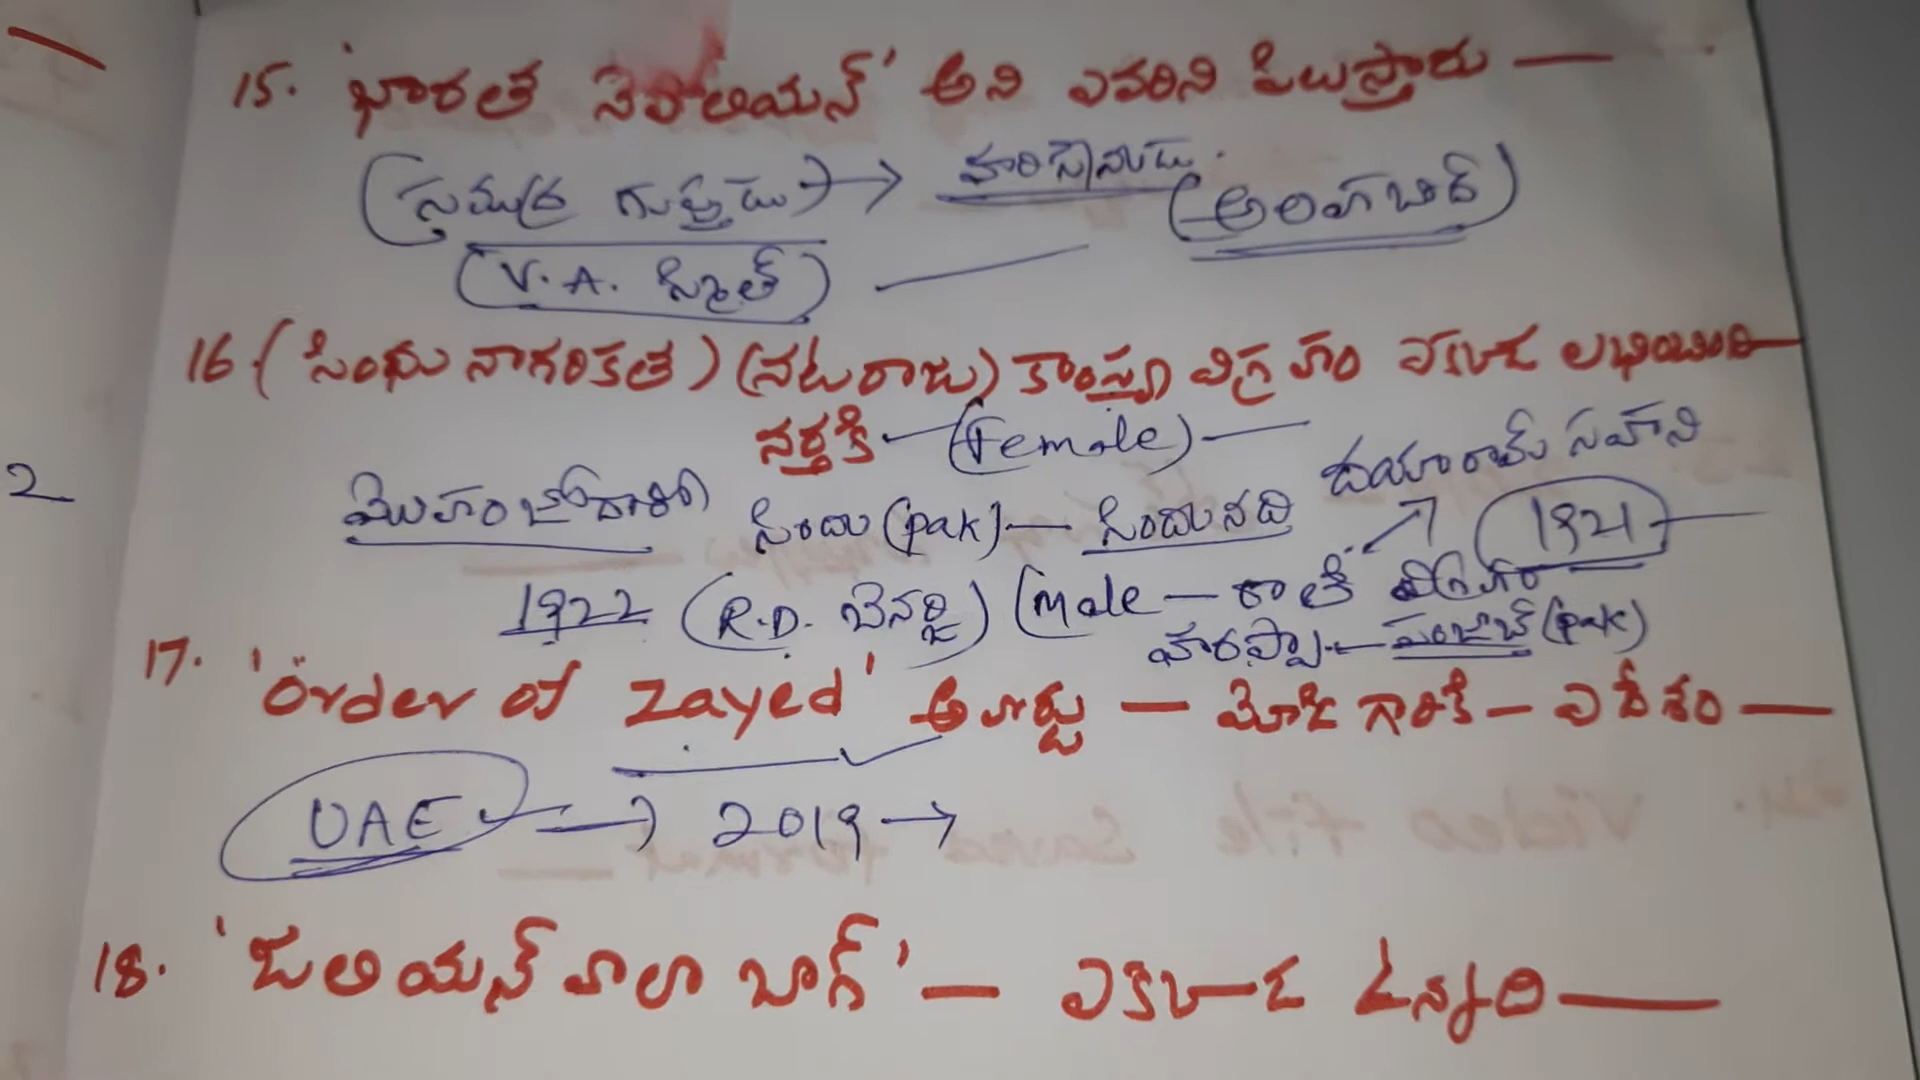 15. 'భారత నెపోలియన్' అని ఎవరిని పిలుస్తారు —
(సముద్ర గుప్తుడు) → హరిసేనుడు. (అలహాబాద్)
(V.A. స్మిత్) —
16 (సింధు నాగరికత) (నటరాజు) కాంస్య విగ్రహం ఎక్కడ లభించింది —
నర్తకి — (Female) —
దయారామ్ సహాని
2 మొహంజోదారో సింధు (pak) — సింధునది 1921 —
1922 (R.D. బెనర్జీ) (Male — రాతి విగ్రహం
హరప్పా — పంజాబ్ (pak)
17. 'Order of Zayed' అవార్డు — మోడి గారికి — ఏ దేశం —
UAE → 2019 →
18. 'జలియన్ వాలా బాగ్' — ఎక్కడ ఉన్నది —